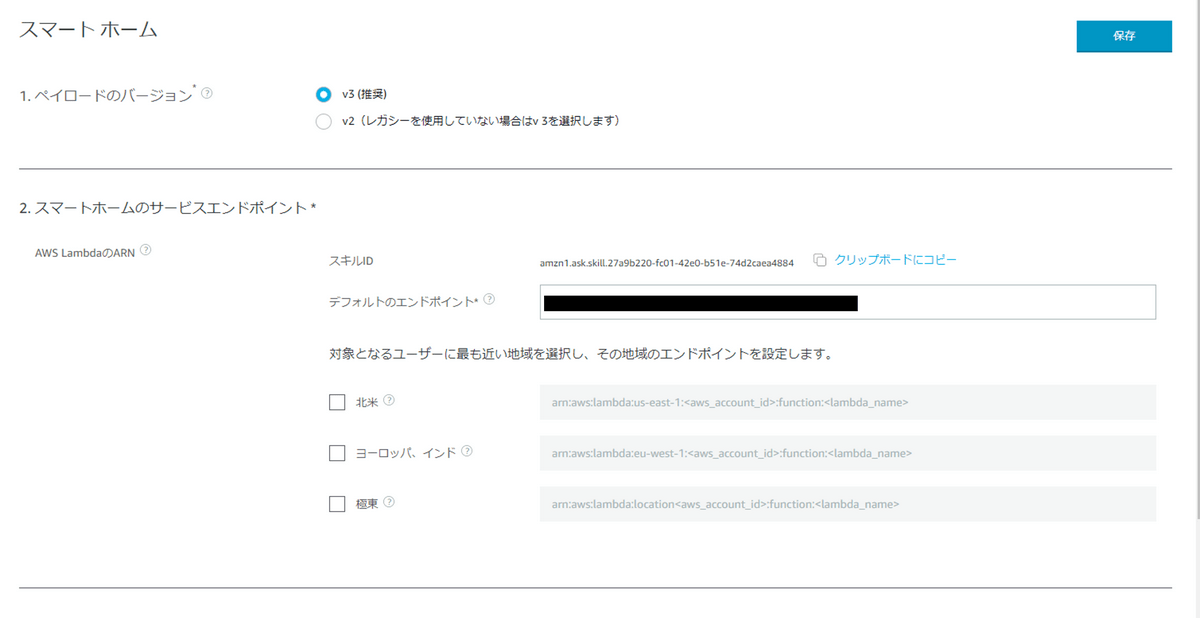 スマート ホーム
保存
1. ペイロードのバージョン*
v3 (推奨)
v2（レガシーを使用していない場合はv 3を選択します）
2. スマートホームのサービスエンドポイント *
AWS LambdaのARN
スキルID
amzn1.ask.skill.27a9b220-fc01-42e0-b51e-74d2caea4884
クリップボードにコピー
デフォルトのエンドポイント*
対象となるユーザーに最も近い地域を選択し、その地域のエンドポイントを設定します。
北米
arn:aws:lambda:us-east-1:<aws_account_id>:function:<lambda_name>
ヨーロッパ、インド
arn:aws:lambda:eu-west-1:<aws_account_id>:function:<lambda_name>
極東
arn:aws:lambda:location<aws_account_id>:function:<lambda_name>